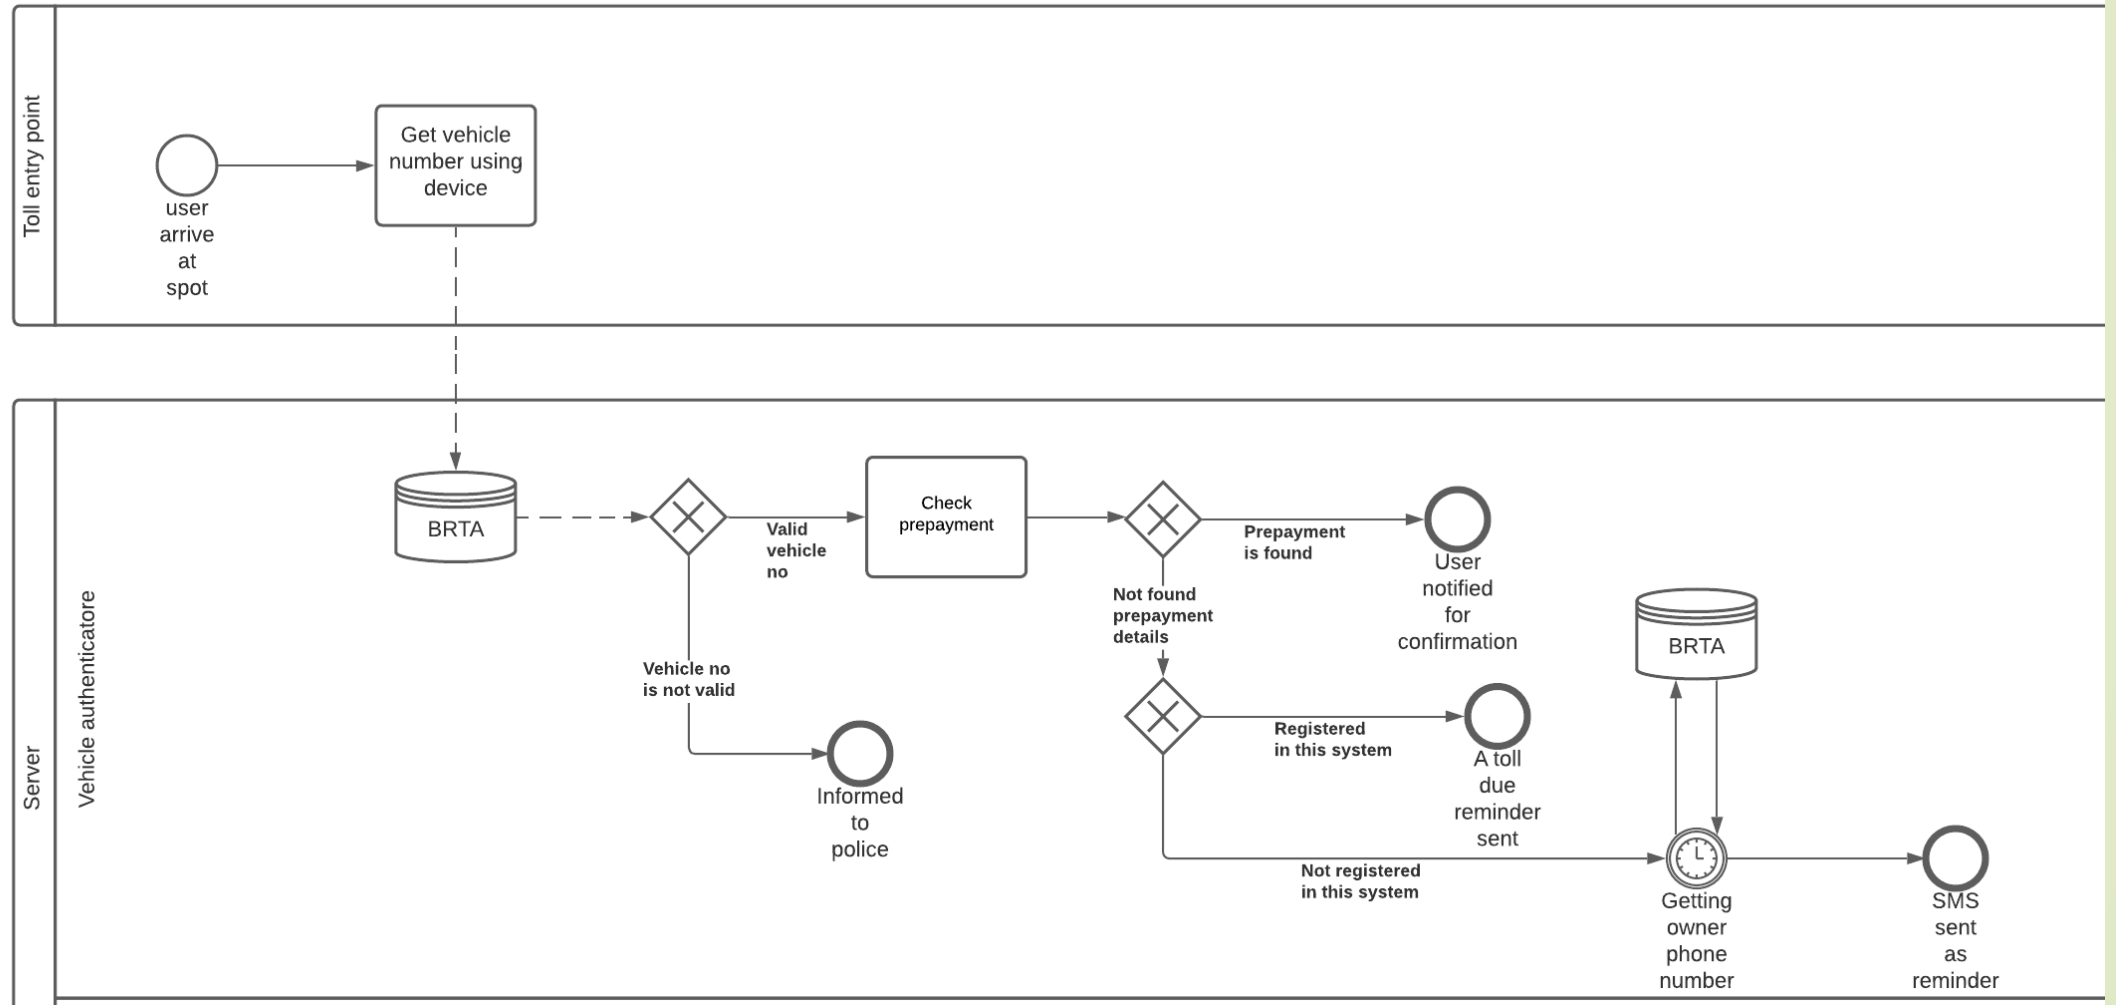 Toll entry point
user
arrive
at
spot
Get vehicle
number using
device
Server
Vehicle authenticatore
BRTA
Valid
vehicle
no
Vehicle no
is not valid
Informed
to
police
Check
prepayment
Prepayment
is found
User
notified
for
confirmation
Not found
prepayment
details
Registered
in this system
A toll
due
reminder
sent
Not registered
in this system
BRTA
Getting
owner
phone
number
SMS
sent
as
reminder